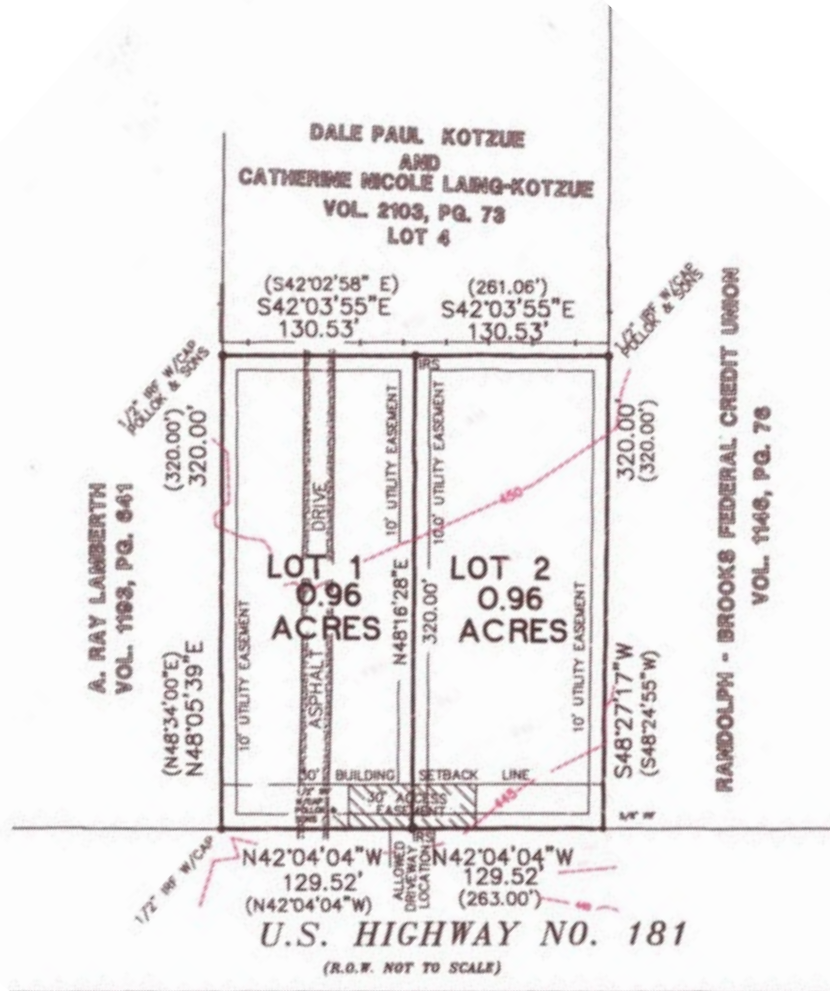 DALE PAUL KOTZUE
AND
CATHERINE NICOLE LAING-KOTZUE
VOL. 2103, PG. 73
LOT 4
(S42°02'58" E)
S42°03'55"E
130.53'
(261.06')
S42°03'55"E
130.53'
1/2" IRF W/CAP
POLLOK & SONS
1/2" IRF W/CAP
POLLOK & SONS
IRS
(320.00')
320.00'
320.00'
(320.00')
A. RAY LAMBERTH
VOL. 1193, PG. 641
RANDOLPH - BROOKS FEDERAL CREDIT UNION
VOL. 1146, PG. 76
10' UTILITY EASEMENT
10.0' UTILITY EASEMENT
ASPHALT DRIVE
450
LOT 1
0.96
ACRES
LOT 2
0.96
ACRES
N48°16'28"E
320.00'
10' UTILITY EASEMENT
10' UTILITY EASEMENT
(N48°34'00"E)
N48°05'39"E
S48°27'17"W
(S48°24'55"W)
30' BUILDING SETBACK LINE
30' ACCESS
EASEMENT
445
1/2" IRF W/CAP
N42°04'04"W
129.52'
(N42°04'04"W)
ALLOWED
DRIVEWAY
LOCATION
N42°04'04"W
129.52'
(263.00')
U.S. HIGHWAY NO. 181
(R.O.W. NOT TO SCALE)